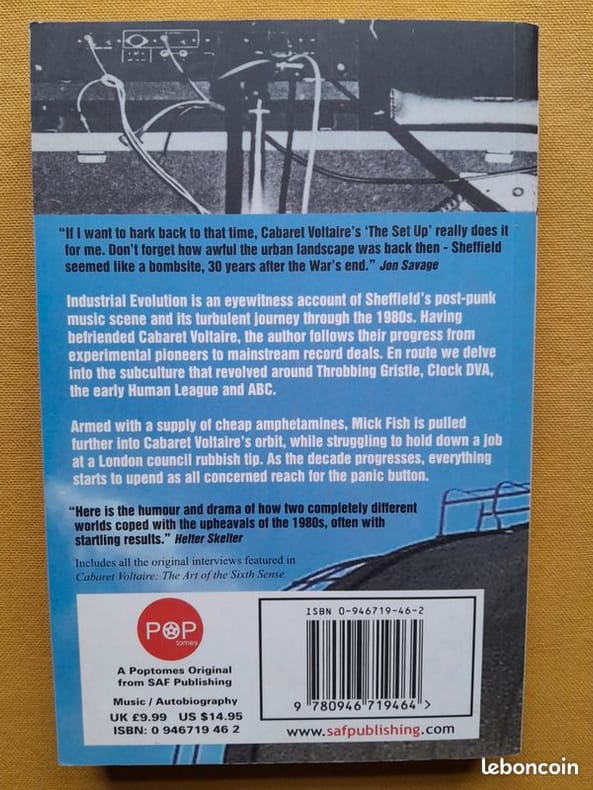 “If I want to hark back to that time, Cabaret Voltaire’s ‘The Set Up’ really does it
for me. Don’t forget how awful the urban landscape was back then - Sheffield
seemed like a bombsite, 30 years after the War’s end.” Jon Savage
Industrial Evolution is an eyewitness account of Sheffield’s post-punk
music scene and its turbulent journey through the 1980s. Having
befriended Cabaret Voltaire, the author follows their progress from
experimental pioneers to mainstream record deals. En route we delve
into the subculture that revolved around Throbbing Gristle, Clock DVA,
the early Human League and ABC.
Armed with a supply of cheap amphetamines, Mick Fish is pulled
further into Cabaret Voltaire’s orbit, while struggling to hold down a job
at a London council rubbish tip. As the decade progresses, everything
starts to upend as all concerned reach for the panic button.
“Here is the humour and drama of how two completely different
worlds coped with the upheavals of the 1980s, often with
startling results.” Helter Skelter
Includes all the original interviews featured in
Cabaret Voltaire: The Art of the Sixth Sense
POP
tomes
A Poptomes Original
from SAF Publishing
Music / Autobiography
UK £9.99 US $14.95
ISBN: 0 946719 46 2
ISBN 0-946719-46-2
9 780946 719464 >
www.safpublishing.com
leboncoin